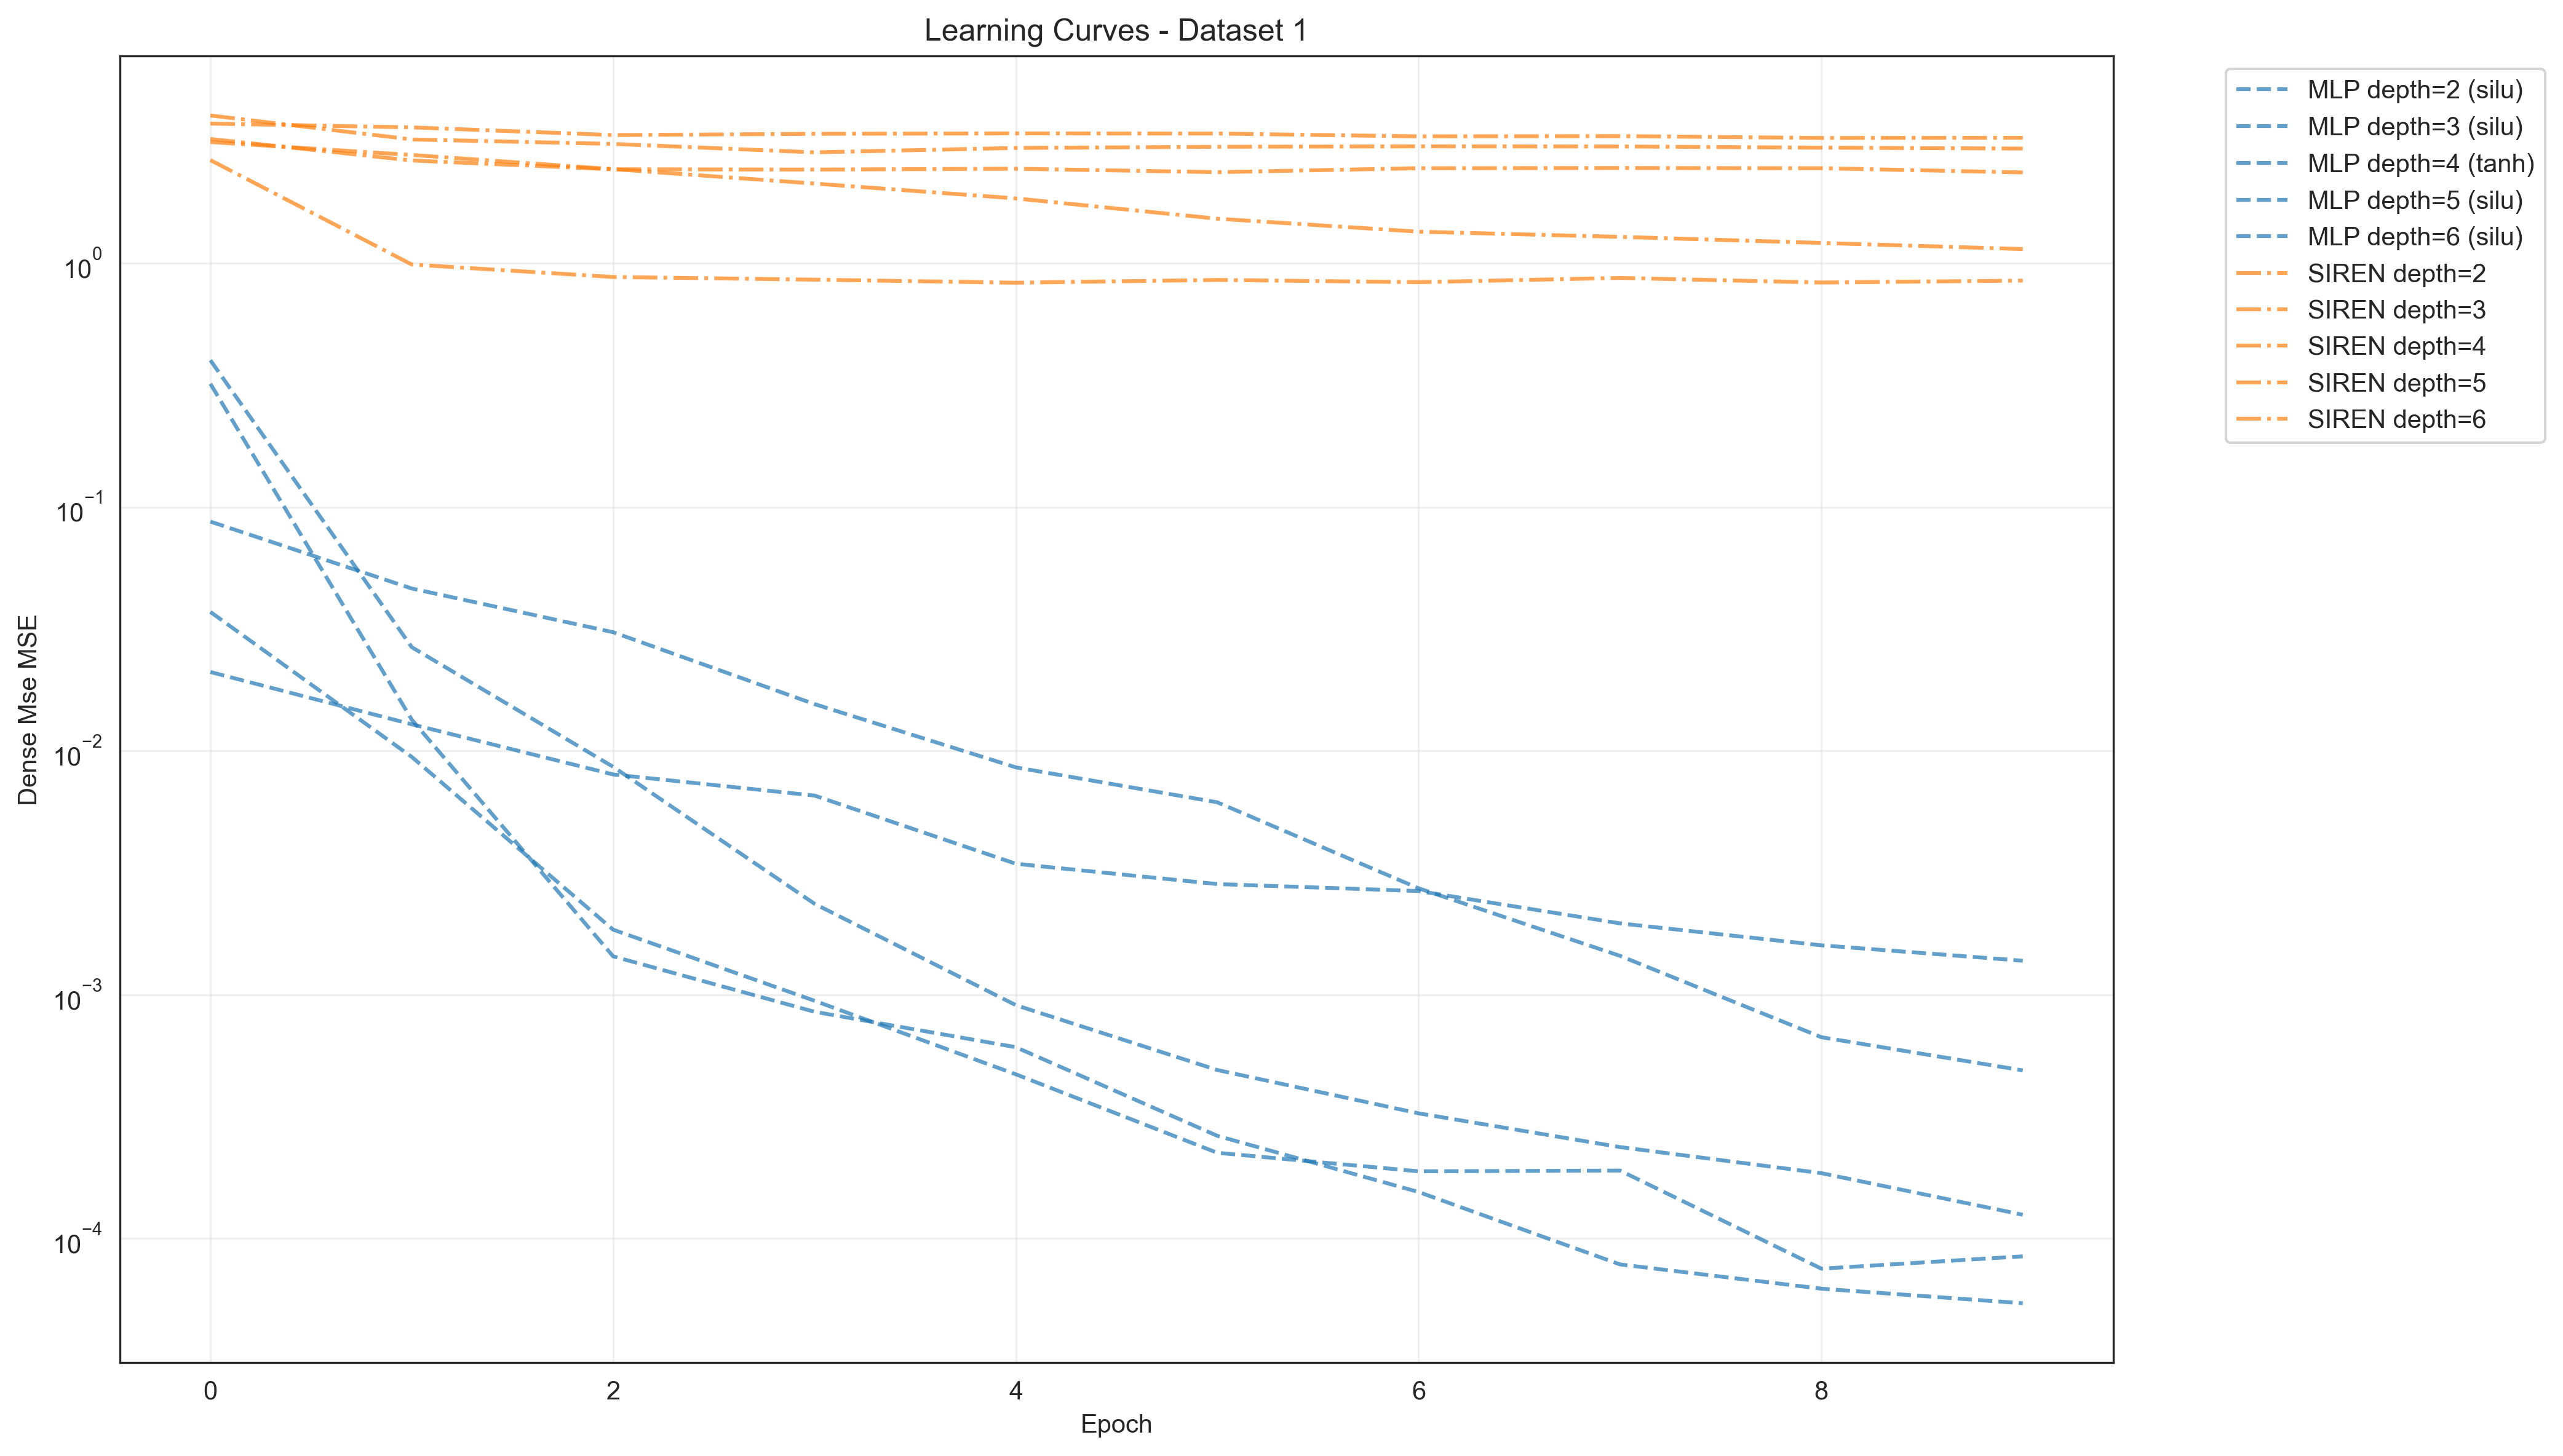 Learning Curves - Dataset 1
Dense Mse MSE
10⁰
10⁻¹
10⁻²
10⁻³
10⁻⁴
0 2 4 6 8
Epoch
MLP depth=2 (silu)
MLP depth=3 (silu)
MLP depth=4 (tanh)
MLP depth=5 (silu)
MLP depth=6 (silu)
SIREN depth=2
SIREN depth=3
SIREN depth=4
SIREN depth=5
SIREN depth=6